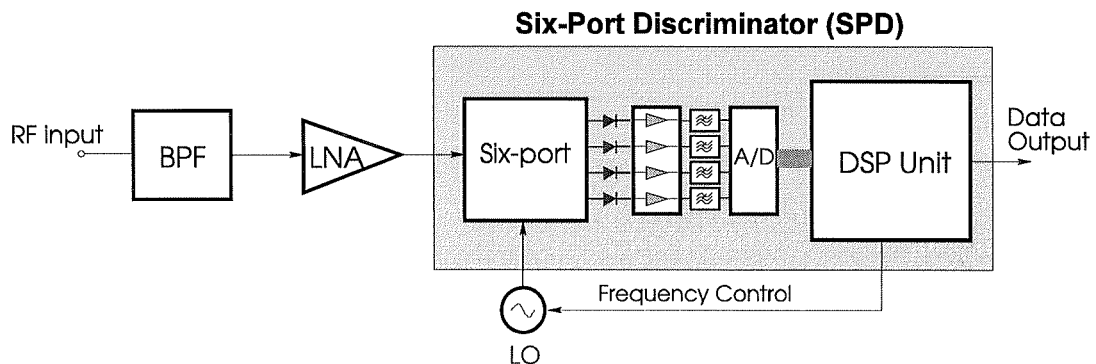 Six-Port Discriminator (SPD)
RF input
BPF
LNA
Six-port
A/D
DSP Unit
Data
Output
Frequency Control
LO